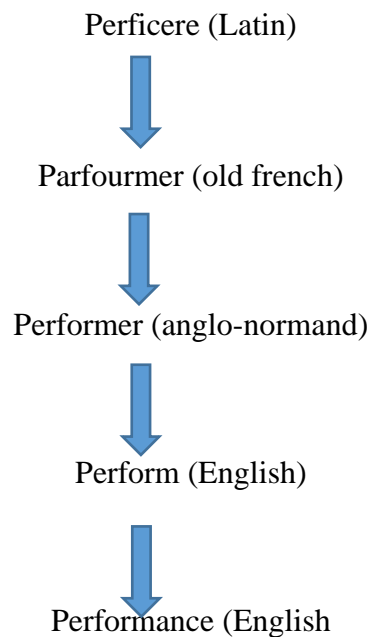 Perficere (Latin)
Parfourmer (old french)
Performer (anglo-normand)
Perform (English)
Performance (English